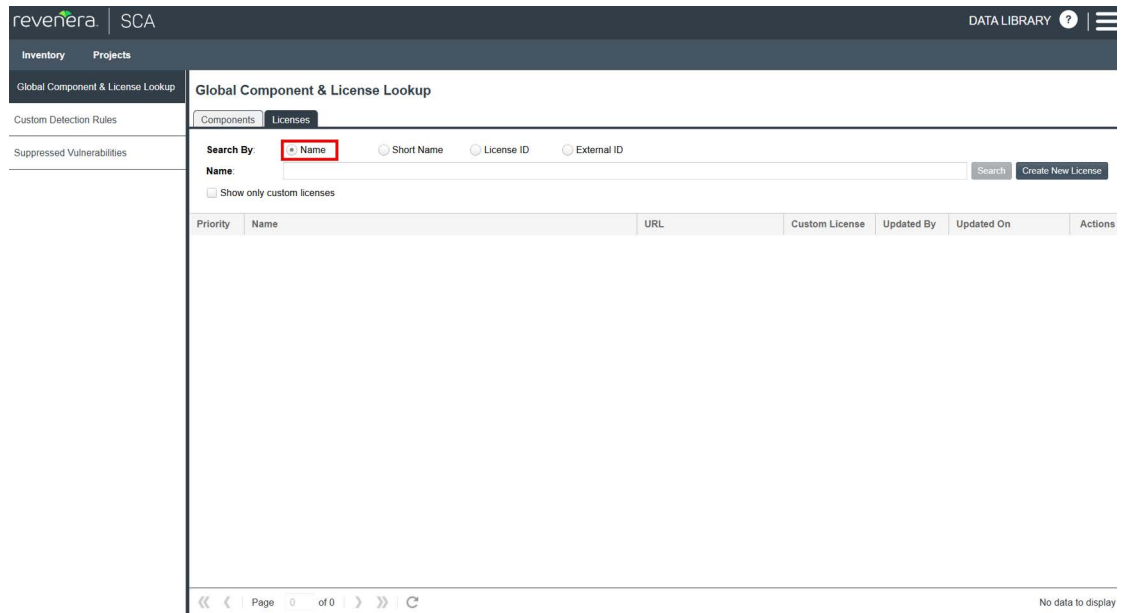 revenera. SCA DATA LIBRARY ?
Inventory Projects
Global Component & License Lookup
Custom Detection Rules
Suppressed Vulnerabilities
Global Component & License Lookup
Components Licenses
Search By: Name Short Name License ID External ID
Name: Search Create New License
Show only custom licenses
Priority Name URL Custom License Updated By Updated On Actions
Page 0 of 0 No data to display